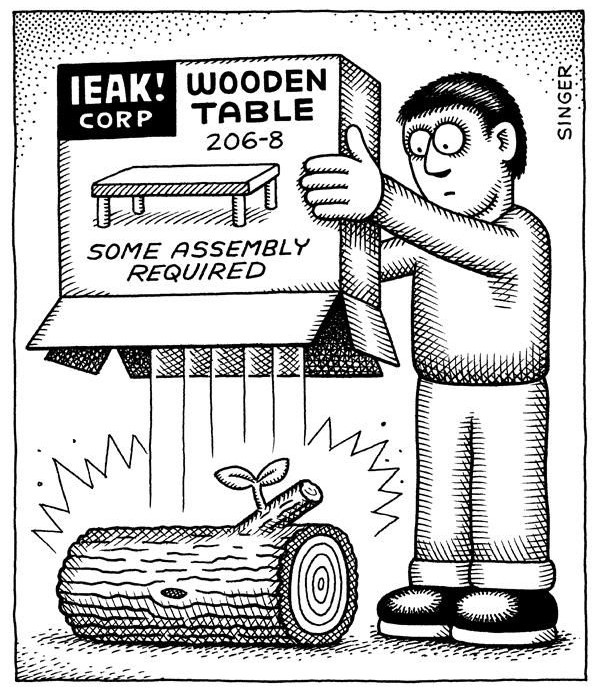 IEAK!
CORP
WOODEN
TABLE
206-8
SOME ASSEMBLY
REQUIRED
SINGER